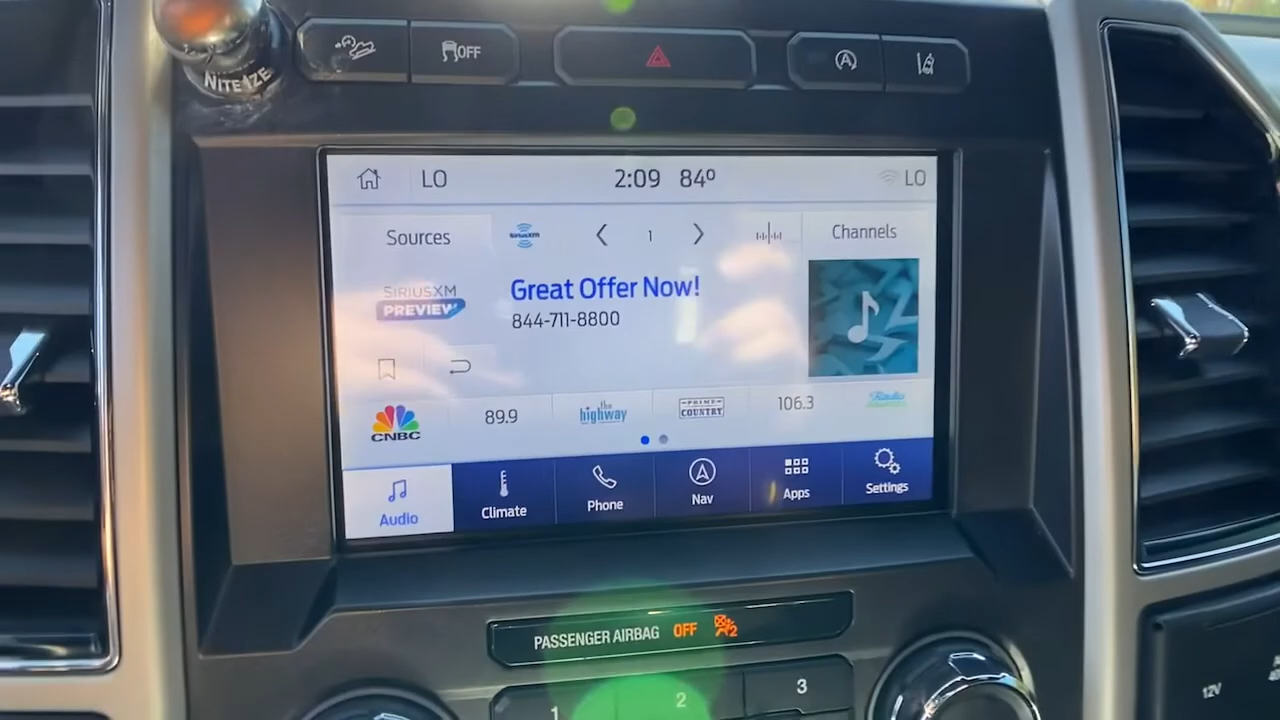 NITE IZE
OFF
LO 2:09 84º LO
Sources SiriusXM 1 Channels
SIRIUSXM
PREVIEW
Great Offer Now!
844-711-8800
CNBC 89.9 the highway PRIME COUNTRY 106.3
Audio Climate Phone Nav Apps Settings
PASSENGER AIRBAG OFF 2
1 2 3
12V